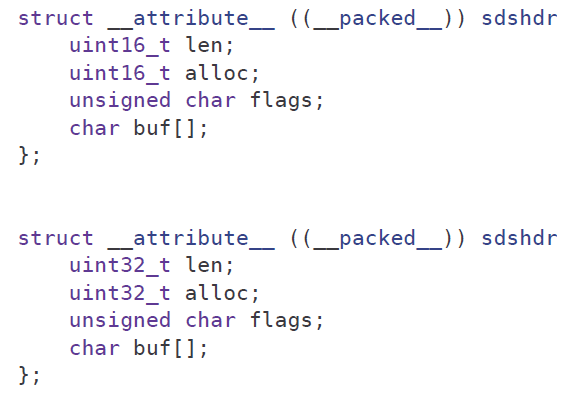 struct __attribute__ ((__packed__)) sdshdr
uint16_t len;
uint16_t alloc;
unsigned char flags;
char buf[];
};
struct __attribute__ ((__packed__)) sdshdr
uint32_t len;
uint32_t alloc;
unsigned char flags;
char buf[];
};